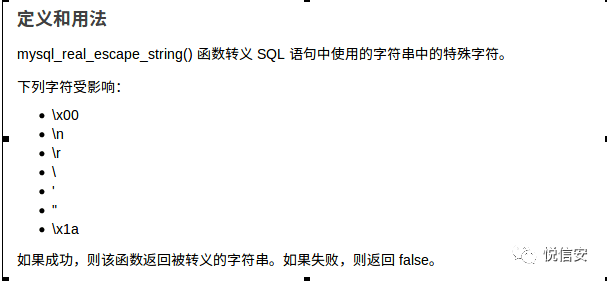 定义和用法
mysql_real_escape_string() 函数转义 SQL 语句中使用的字符串中的特殊字符。
下列字符受影响：
• \x00
• \n
• \r
• \
• '
• "
• \x1a
如果成功，则该函数返回被转义的字符串。如果失败，则返回 false。
悦信安